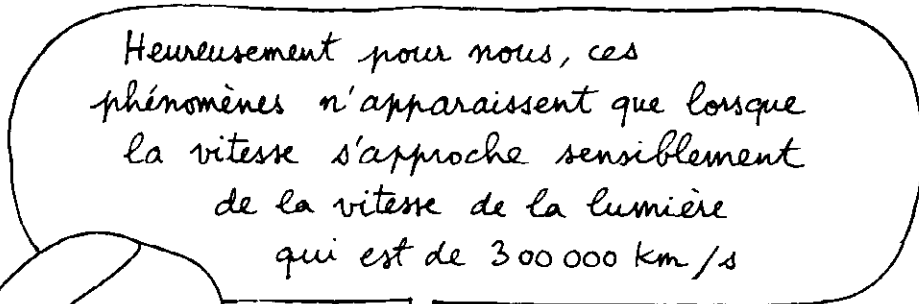 Heureusement pour nous, ces
phénomènes n'apparaissent que lorsque
la vitesse s'approche sensiblement
de la vitesse de la lumière
qui est de 300 000 km/s